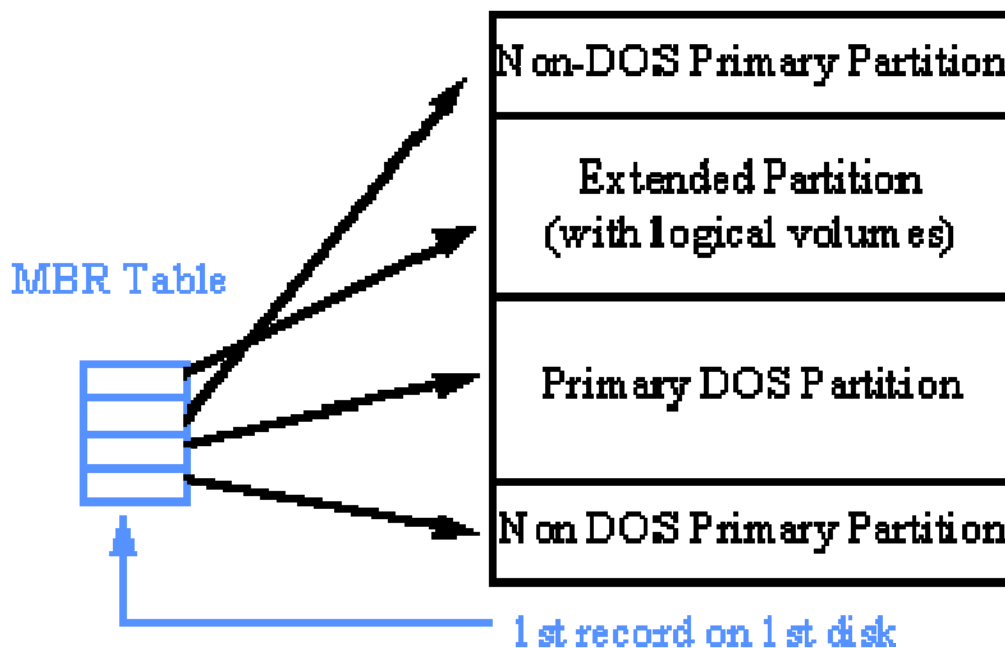 Non-DOS Primary Partition
Extended Partition
(with logical volumes)
MBR Table
Primary DOS Partition
Non DOS Primary Partition
1st record on 1st disk